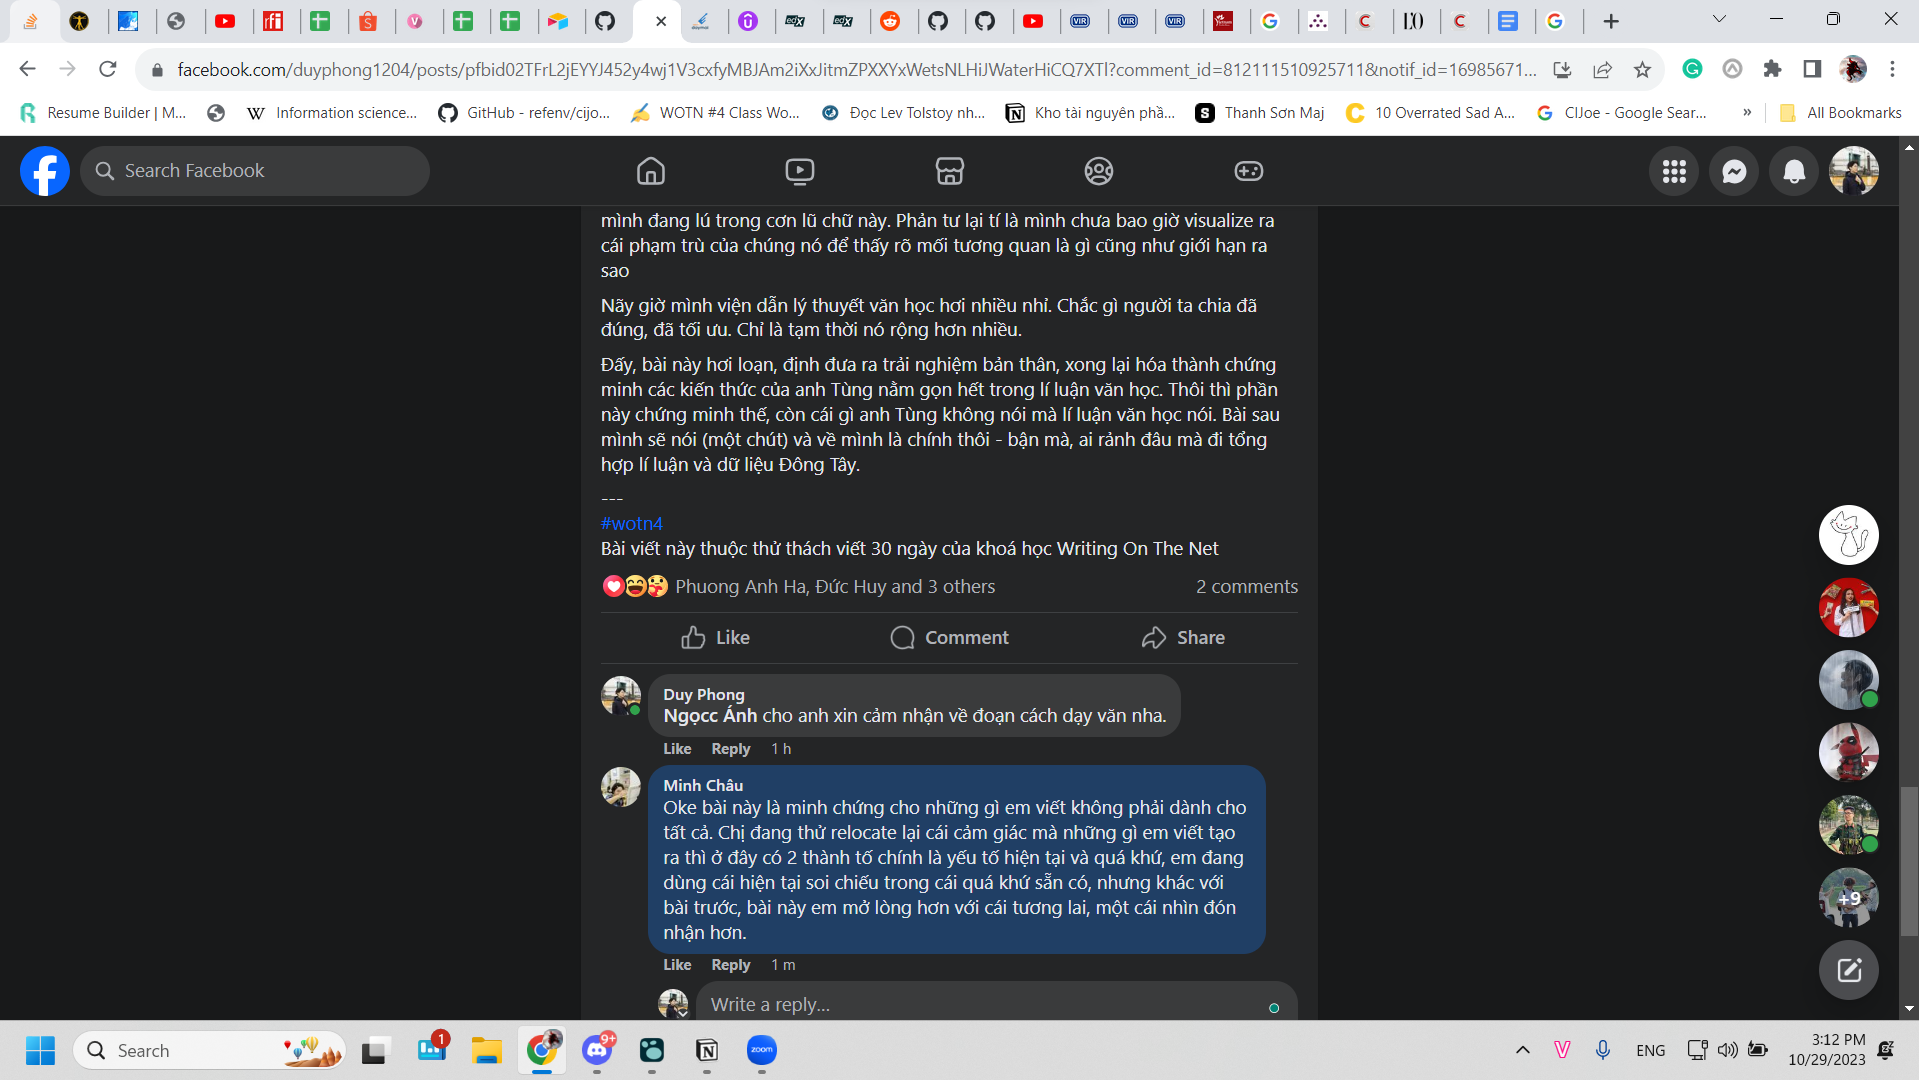 facebook.com/duyphong1204/posts/pfbid02TFrL2jEYYJ452y4wj1V3cxfyMBJAm2iXxJitmZPXXYxWetsNLHiJWaterHiCQ7XTl?comment_id=812111510925711&notif_id=16985671...
Resume Builder | M...
Information science...
GitHub - refenv/cijo...
WOTN #4 Class Wo...
Đọc Lev Tolstoy nh...
Kho tài nguyên phầ...
Thanh Sơn Maj
10 Overrated Sad A...
CIJoe - Google Sear...
»
All Bookmarks
Search Facebook
mình đang lú trong cơn lũ chữ này. Phản tư lại tí là mình chưa bao giờ visualize ra
cái phạm trù của chúng nó để thấy rõ mối tương quan là gì cũng như giới hạn ra
sao
Nãy giờ mình viện dẫn lý thuyết văn học hơi nhiều nhỉ. Chắc gì người ta chia đã
đúng, đã tối ưu. Chỉ là tạm thời nó rộng hơn nhiều.
Đấy, bài này hơi loạn, định đưa ra trải nghiệm bản thân, xong lại hóa thành chứng
minh các kiến thức của anh Tùng nằm gọn hết trong lí luận văn học. Thôi thì phần
này chứng minh thế, còn cái gì anh Tùng không nói mà lí luận văn học nói. Bài sau
mình sẽ nói (một chút) và về mình là chính thôi - bận mà, ai rảnh đâu mà đi tổng
hợp lí luận và dữ liệu Đông Tây.
---
#wotn4
Bài viết này thuộc thử thách viết 30 ngày của khoá học Writing On The Net
Phuong Anh Ha, Đức Huy and 3 others
2 comments
Like
Comment
Share
Duy Phong
Ngọcc Ánh cho anh xin cảm nhận về đoạn cách dạy văn nha.
Like Reply 1 h
Minh Châu
Oke bài này là minh chứng cho những gì em viết không phải dành cho
tất cả. Chị đang thử relocate lại cái cảm giác mà những gì em viết tạo
ra thì ở đây có 2 thành tố chính là yếu tố hiện tại và quá khứ, em đang
dùng cái hiện tại soi chiếu trong cái quá khứ sẵn có, nhưng khác với
bài trước, bài này em mở lòng hơn với cái tương lai, một cái nhìn đón
nhận hơn.
Like Reply 1 m
Write a reply...
+9
Search
1
9+
zoom
ENG
3:12 PM
10/29/2023